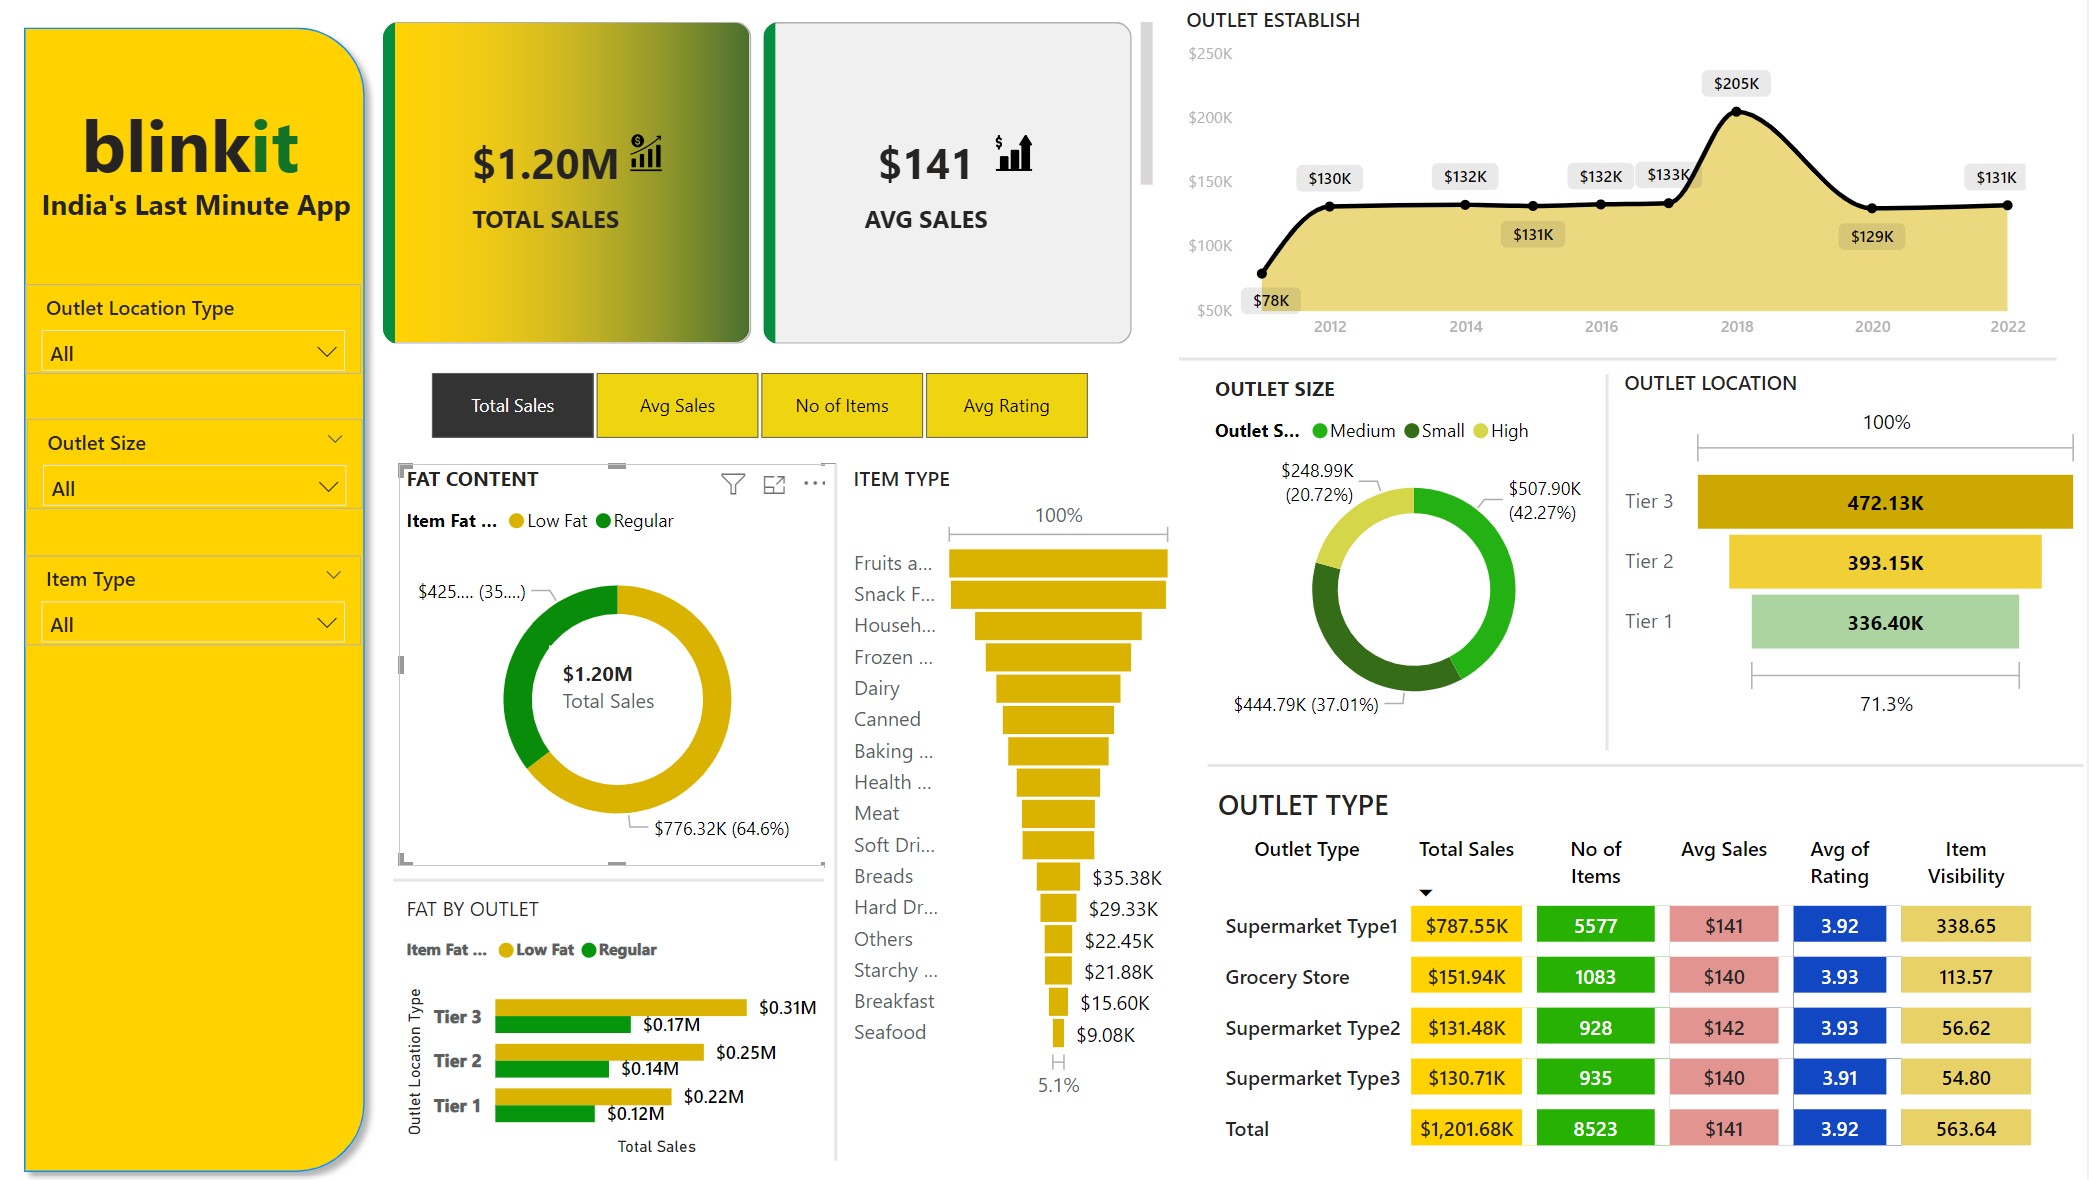 blinkit
India's Last Minute App
Outlet Location Type
All
Outlet Size
All
Item Type
All
$1.20M
TOTAL SALES
$141
AVG SALES
Total Sales
Avg Sales
No of Items
Avg Rating
FAT CONTENT
Item Fat ... Low Fat Regular
$425.... (35....)
$1.20M
Total Sales
$776.32K (64.6%)
FAT BY OUTLET
Item Fat ... Low Fat Regular
Outlet Location Type
Tier 3 $0.31M
$0.17M
Tier 2 $0.25M
$0.14M
Tier 1 $0.22M
$0.12M
Total Sales
ITEM TYPE
100%
Fruits a...
Snack F...
Househ...
Frozen ...
Dairy
Canned
Baking ...
Health ...
Meat
Soft Dri...
Breads $35.38K
Hard Dr... $29.33K
Others $22.45K
Starchy ... $21.88K
Breakfast $15.60K
Seafood $9.08K
5.1%
OUTLET ESTABLISH
$250K
$200K
$150K
$100K
$50K
$78K
$130K
$132K
$131K
$132K
$133K
$205K
$129K
$131K
2012 2014 2016 2018 2020 2022
OUTLET SIZE
Outlet S... Medium Small High
$248.99K
(20.72%)
$507.90K
(42.27%)
$444.79K (37.01%)
OUTLET LOCATION
100%
Tier 3 472.13K
Tier 2 393.15K
Tier 1 336.40K
71.3%
OUTLET TYPE
Outlet Type Total Sales No of Items Avg Sales Avg of Rating Item Visibility
Supermarket Type1 $787.55K 5577 $141 3.92 338.65
Grocery Store $151.94K 1083 $140 3.93 113.57
Supermarket Type2 $131.48K 928 $142 3.93 56.62
Supermarket Type3 $130.71K 935 $140 3.91 54.80
Total $1,201.68K 8523 $141 3.92 563.64